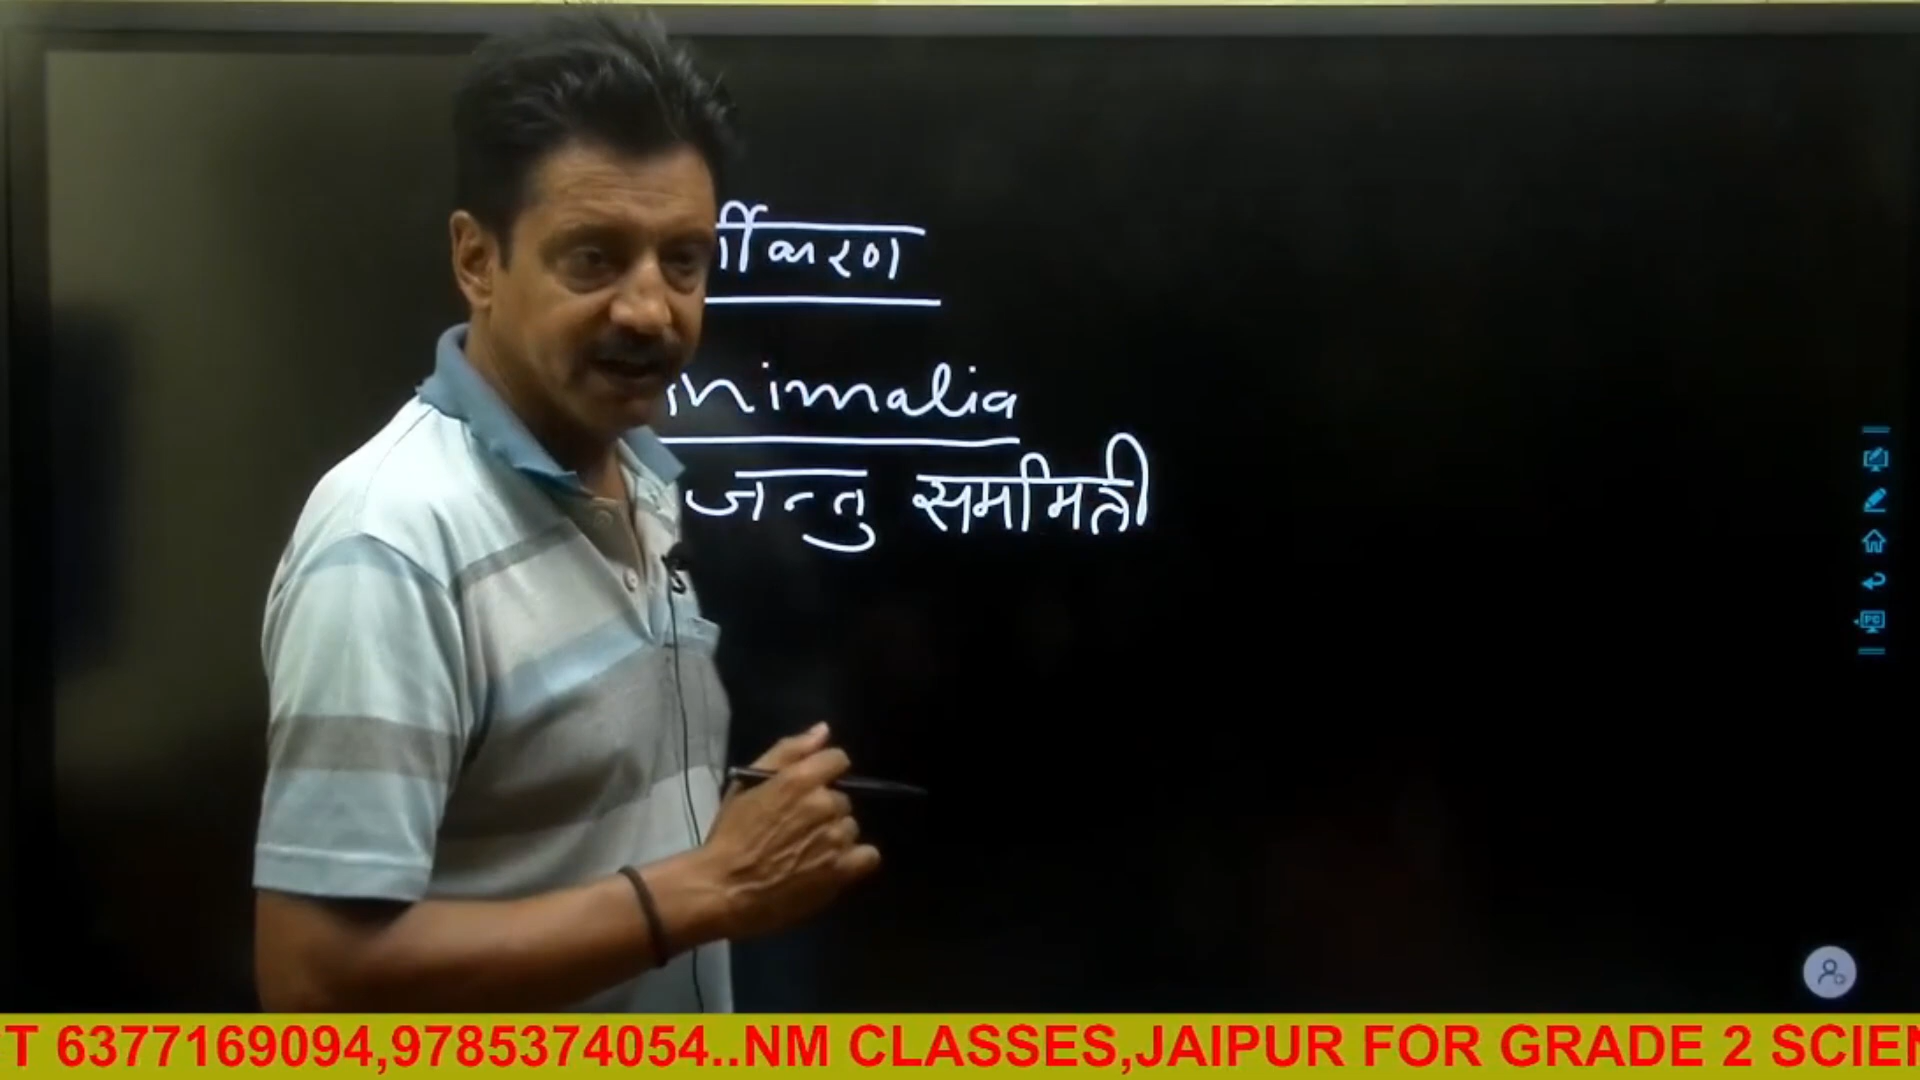 र्गीकरण
nimalia
जन्तु सममिती
T 6377169094,9785374054..NM CLASSES,JAIPUR FOR GRADE 2 SCIEN